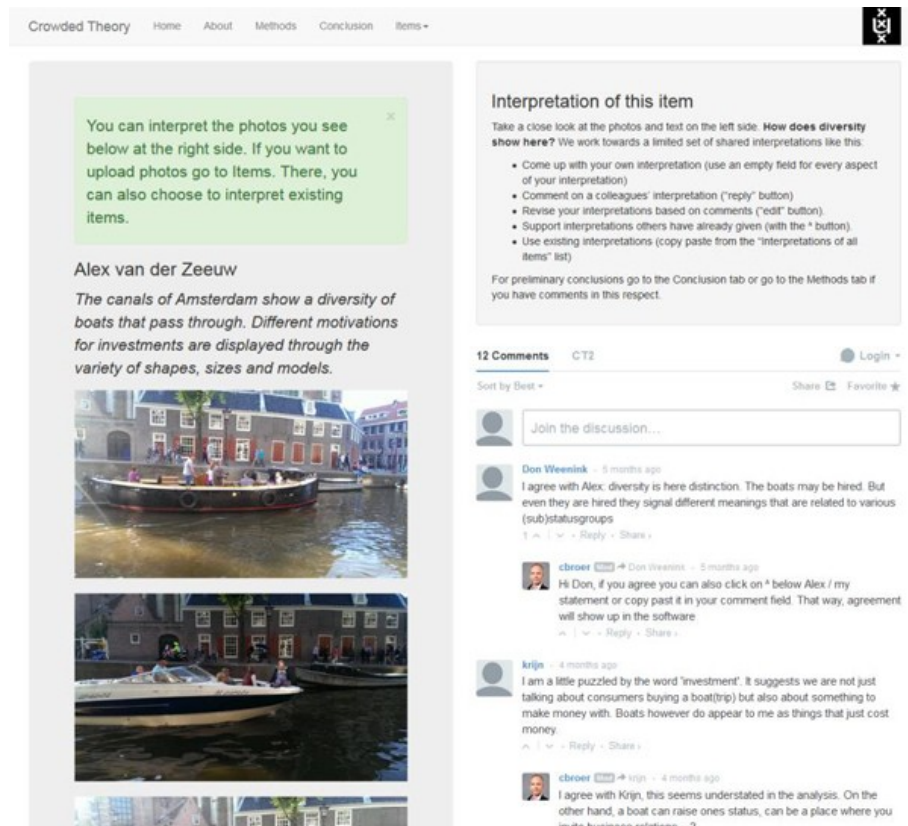 Crowded Theory Home About Methods Conclusion Items
You can interpret the photos you see
below at the right side. If you want to
upload photos go to Items. There, you
can also choose to interpret existing
items.
×
Alex van der Zeeuw
The canals of Amsterdam show a diversity of
boats that pass through. Different motivations
for investments are displayed through the
variety of shapes, sizes and models.
Interpretation of this item
Take a close look at the photos and text on the left side. How does diversity
show here? We work towards a limited set of shared interpretations like this:
• Come up with your own interpretation (use an empty field for every aspect
of your interpretation)
• Comment on a colleagues' interpretation ("reply" button)
• Revise your interpretations based on comments ("edit" button).
• Support interpretations others have already given (with the ^ button).
• Use existing interpretations (copy paste from the "Interpretations of all
items" list)
For preliminary conclusions go to the Conclusion tab or go to the Methods tab if
you have comments in this respect.
12 Comments CT2 Login
Sort by Best Share Favorite ★
Join the discussion...
Don Weenink - 5 months ago
I agree with Alex: diversity is here distinction. The boats may be hired. But
even they are hired they signal different meanings that are related to various
(sub)statusgroups
1 ^ | v • Reply • Share ›
cbroer Mod → Don Weenink - 5 months ago
Hi Don, if you agree you can also click on ^ below Alex / my
statement or copy past it in your comment field. That way, agreement
will show up in the software
^ | v • Reply • Share ›
krijn - 4 months ago
I am a little puzzled by the word 'investment'. It suggests we are not just
talking about consumers buying a boat(trip) but also about something to
make money with. Boats however do appear to me as things that just cost
money.
^ | v • Reply • Share ›
cbroer Mod → krijn - 4 months ago
I agree with Krijn, this seems understated in the analysis. On the
other hand, a boat can raise ones status, can be a place where you
invite business relations